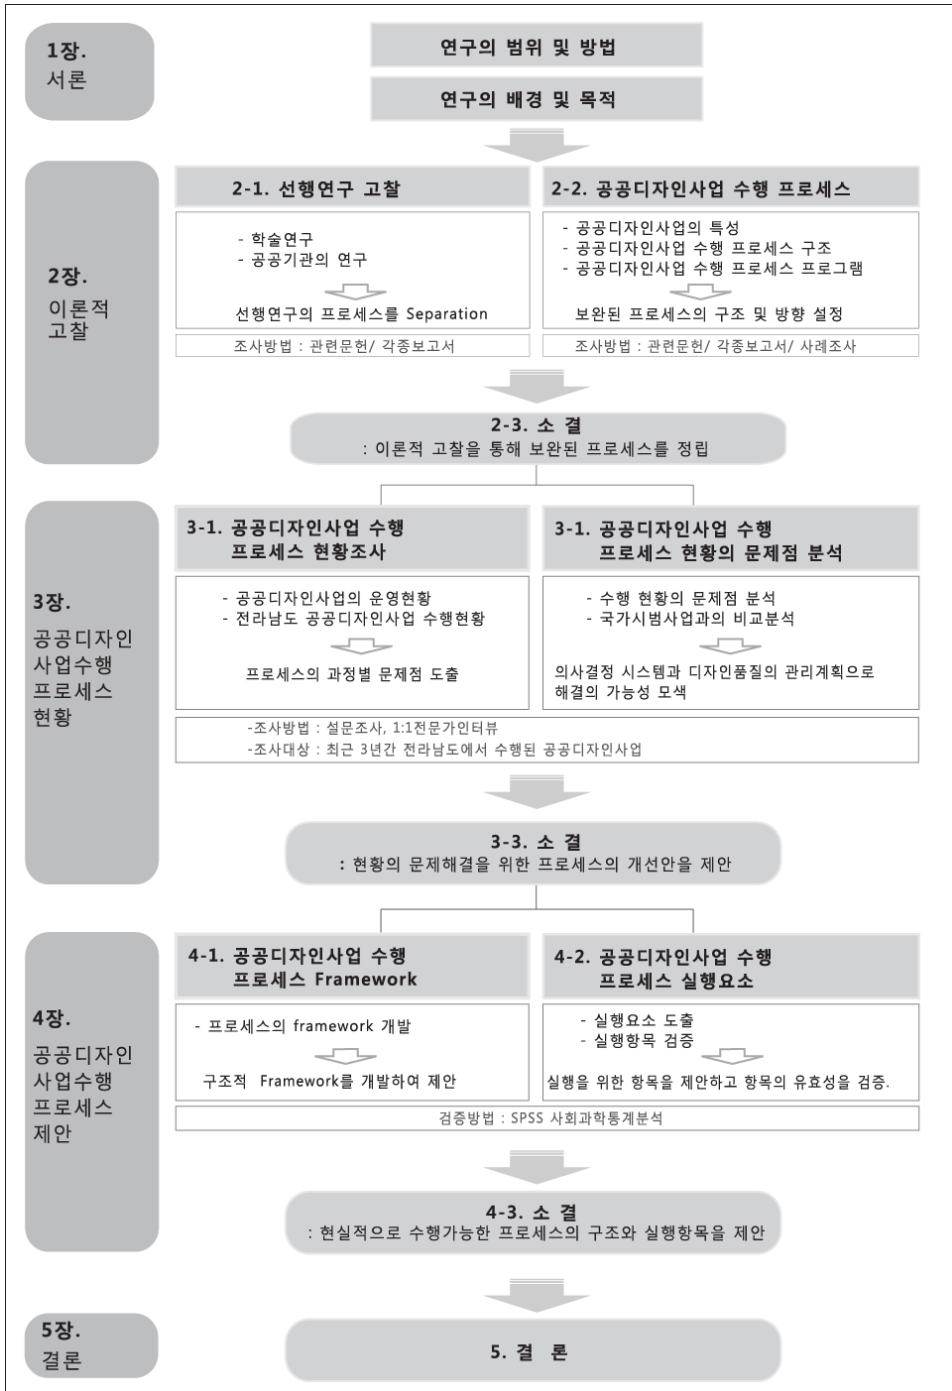 1장.
서론
연구의 범위 및 방법
연구의 배경 및 목적
2장.
이론적
고찰
2-1. 선행연구 고찰
- 학술연구
- 공공기관의 연구
선행연구의 프로세스를 Separation
조사방법 : 관련문헌/ 각종보고서
2-2. 공공디자인사업 수행 프로세스
- 공공디자인사업의 특성
- 공공디자인사업 수행 프로세스 구조
- 공공디자인사업 수행 프로세스 프로그램
보완된 프로세스의 구조 및 방향 설정
조사방법 : 관련문헌/ 각종보고서/ 사례조사
2-3. 소 결
: 이론적 고찰을 통해 보완된 프로세스를 정립
3장.
공공디자인
사업수행
프로세스
현황
3-1. 공공디자인사업 수행
프로세스 현황조사
- 공공디자인사업의 운영현황
- 전라남도 공공디자인사업 수행현황
프로세스의 과정별 문제점 도출
3-1. 공공디자인사업 수행
프로세스 현황의 문제점 분석
- 수행 현황의 문제점 분석
- 국가시범사업과의 비교분석
의사결정 시스템과 디자인품질의 관리계획으로
해결의 가능성 모색
-조사방법 : 설문조사, 1:1전문가인터뷰
-조사대상 : 최근 3년간 전라남도에서 수행된 공공디자인사업
3-3. 소 결
: 현황의 문제해결을 위한 프로세스의 개선안을 제안
4장.
공공디자인
사업수행
프로세스
제안
4-1. 공공디자인사업 수행
프로세스 Framework
- 프로세스의 framework 개발
구조적 Framework를 개발하여 제안
4-2. 공공디자인사업 수행
프로세스 실행요소
- 실행요소 도출
- 실행항목 검증
실행을 위한 항목을 제안하고 항목의 유효성을 검증.
검증방법 : SPSS 사회과학통계분석
4-3. 소 결
: 현실적으로 수행가능한 프로세스의 구조와 실행항목을 제안
5장.
결론
5. 결 론